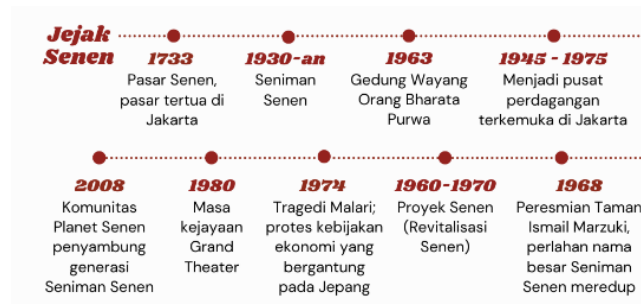 Jejak
Senen
1733
Pasar Senen,
pasar tertua di
Jakarta
1930-an
Seniman
Senen
1963
Gedung Wayang
Orang Bharata
Purwa
1945 - 1975
Menjadi pusat
perdagangan
terkemuka di Jakarta
2008
Komunitas
Planet Senen
penyambung
generasi
Seniman Senen
1980
Masa
kejayaan
Grand
Theater
1974
Tragedi Malari;
protes kebijakan
ekonomi yang
bergantung
pada Jepang
1960-1970
Proyek Senen
(Revitalisasi
Senen)
1968
Peresmian Taman
Ismail Marzuki,
perlahan nama
besar Seniman
Senen meredup